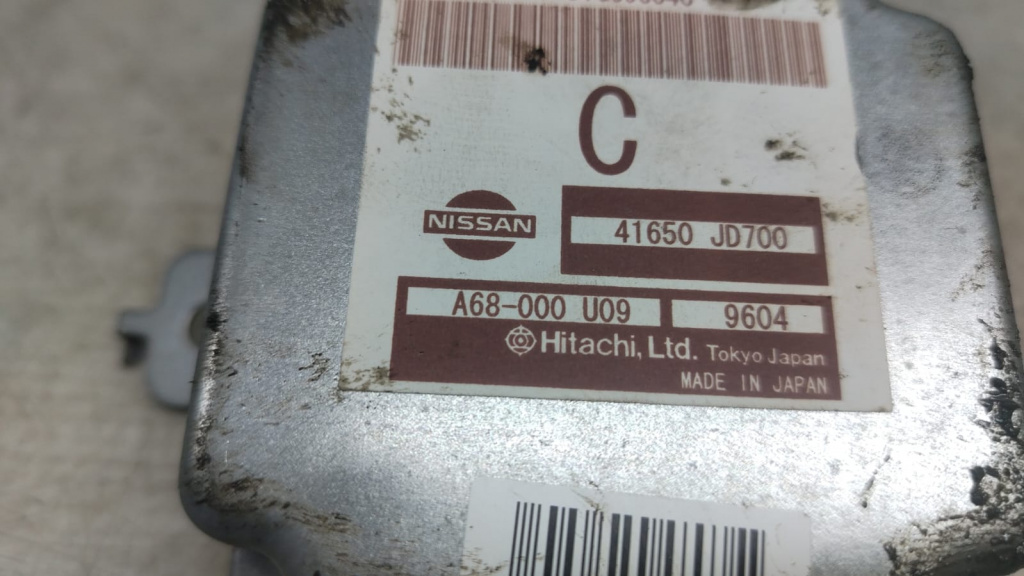 C
NISSAN
41650 JD700
A68-000 U09
9604
Hitachi, Ltd. Tokyo Japan
MADE IN JAPAN